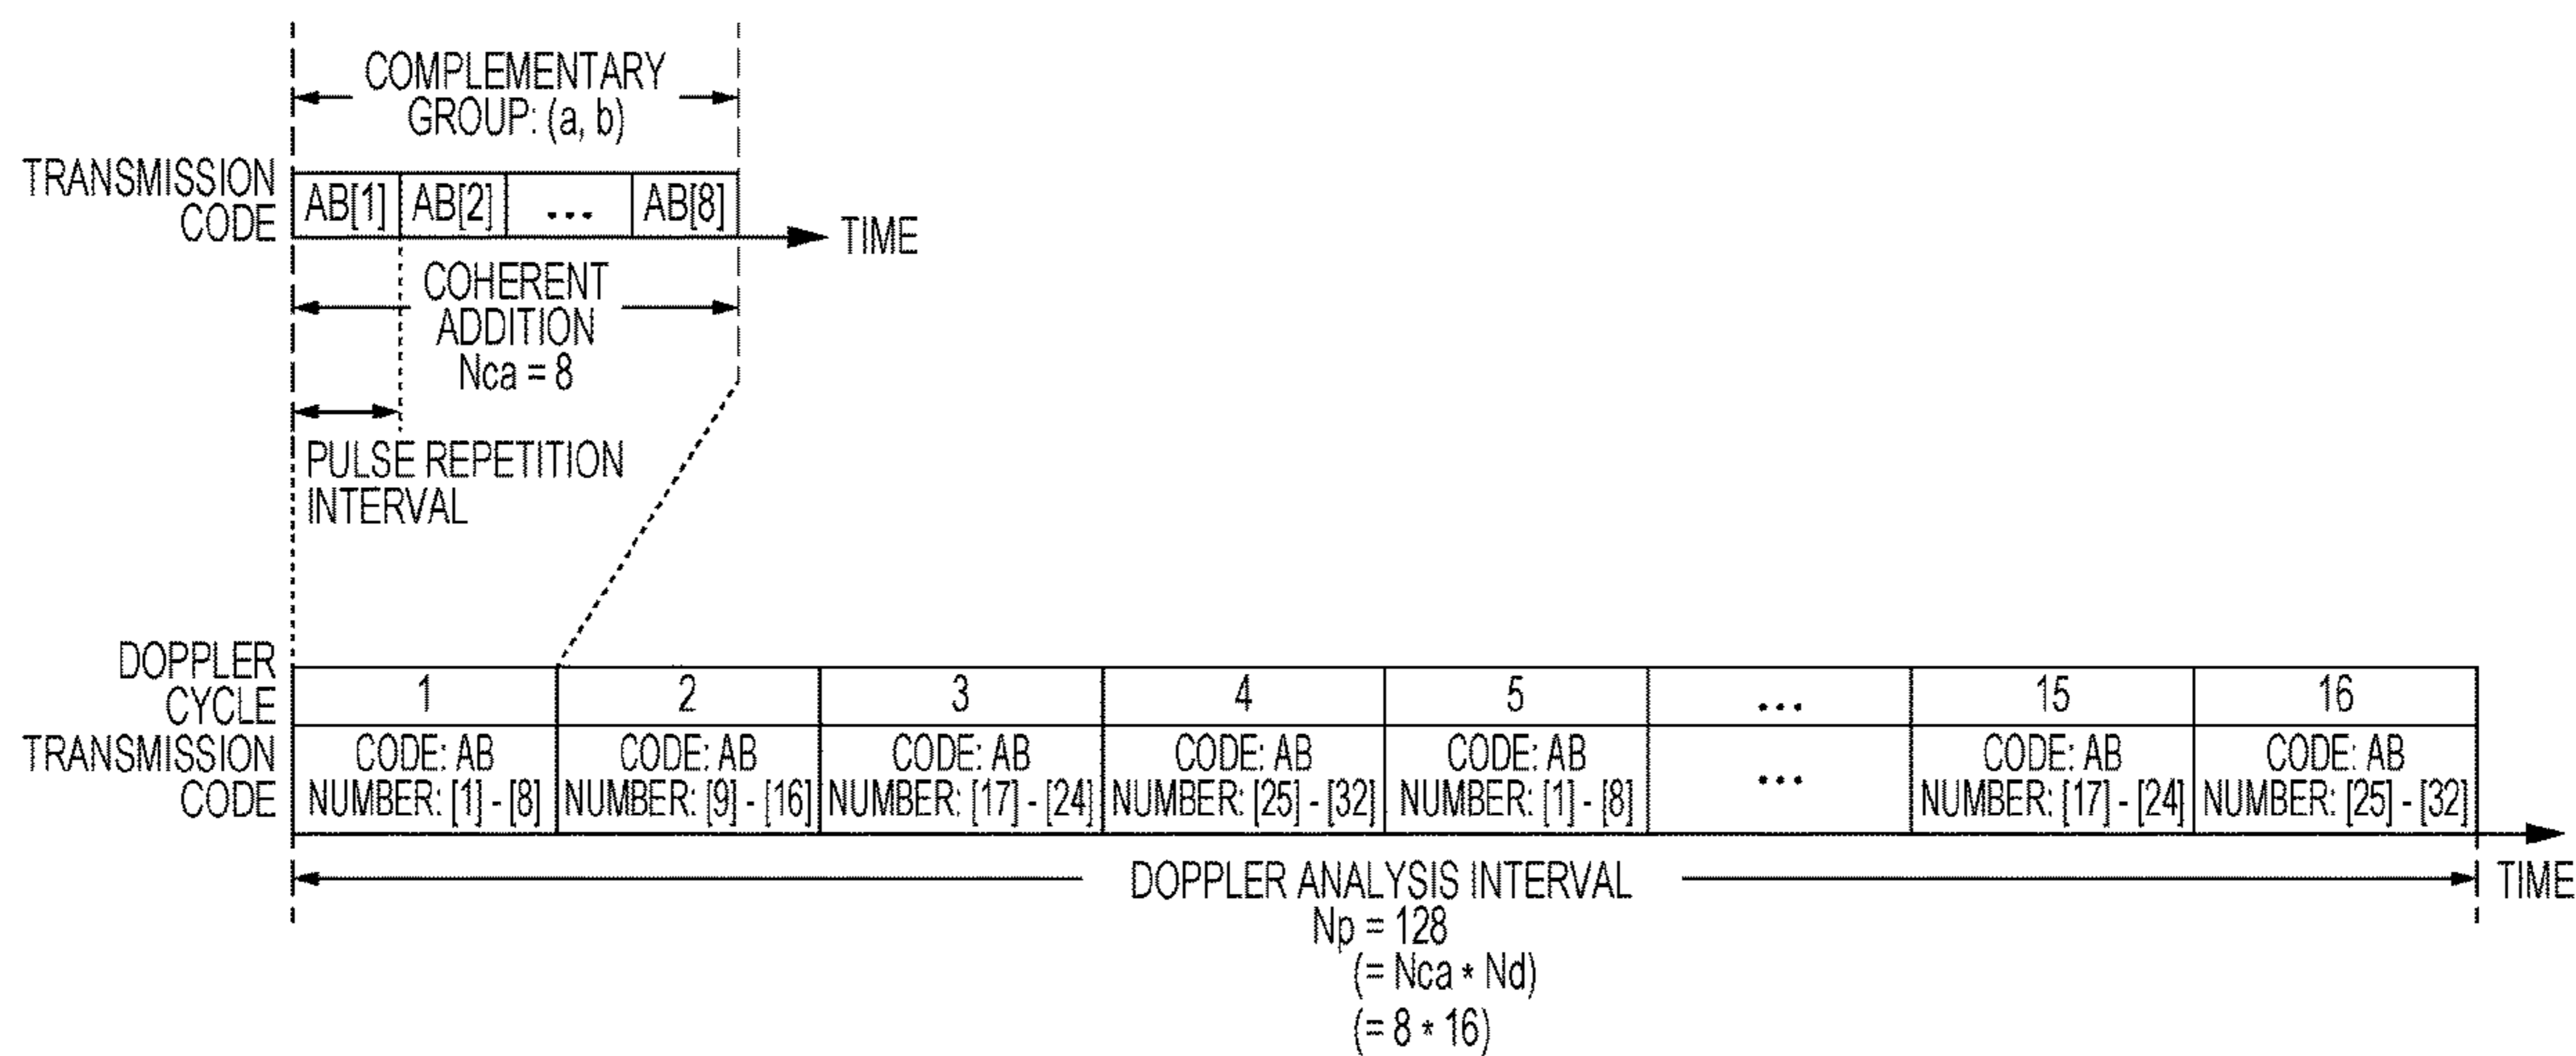 COMPLEMENTARY
GROUP: (a, b)
TRANSMISSION
CODE
AB[1] AB[2] ... AB[8]
TIME
COHERENT
ADDITION
Nca = 8
PULSE REPETITION
INTERVAL
DOPPLER
CYCLE
1 2 3 4 5 ... 15 16
TRANSMISSION
CODE
CODE: AB CODE: AB CODE: AB CODE: AB CODE: AB ... CODE: AB CODE: AB
NUMBER: [1] - [8] NUMBER: [9] - [16] NUMBER: [17] - [24] NUMBER: [25] - [32] NUMBER: [1] - [8] NUMBER: [17] - [24] NUMBER: [25] - [32]
DOPPLER ANALYSIS INTERVAL
TIME
Np = 128
(= Nca * Nd)
(= 8 * 16)